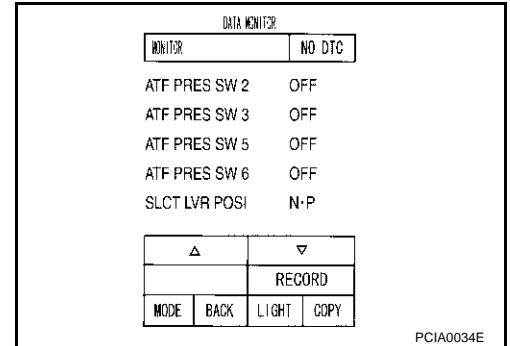 DATA MONITOR
MONITOR NO DTC
ATF PRES SW 2 OFF
ATF PRES SW 3 OFF
ATF PRES SW 5 OFF
ATF PRES SW 6 OFF
SLCT LVR POSI N·P
△ ▽
RECORD
MODE BACK LIGHT COPY
PCIA0034E